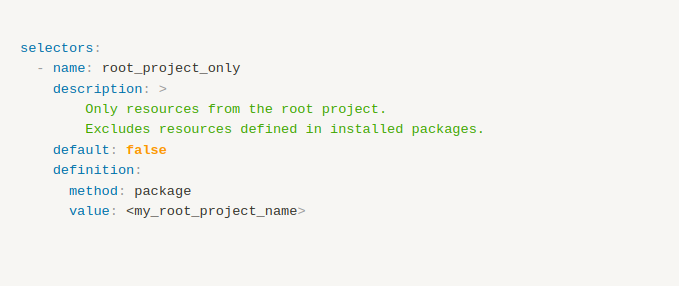 selectors:
  - name: root_project_only
    description: >
        Only resources from the root project.
        Excludes resources defined in installed packages.
    default: false
    definition:
      method: package
      value: <my_root_project_name>